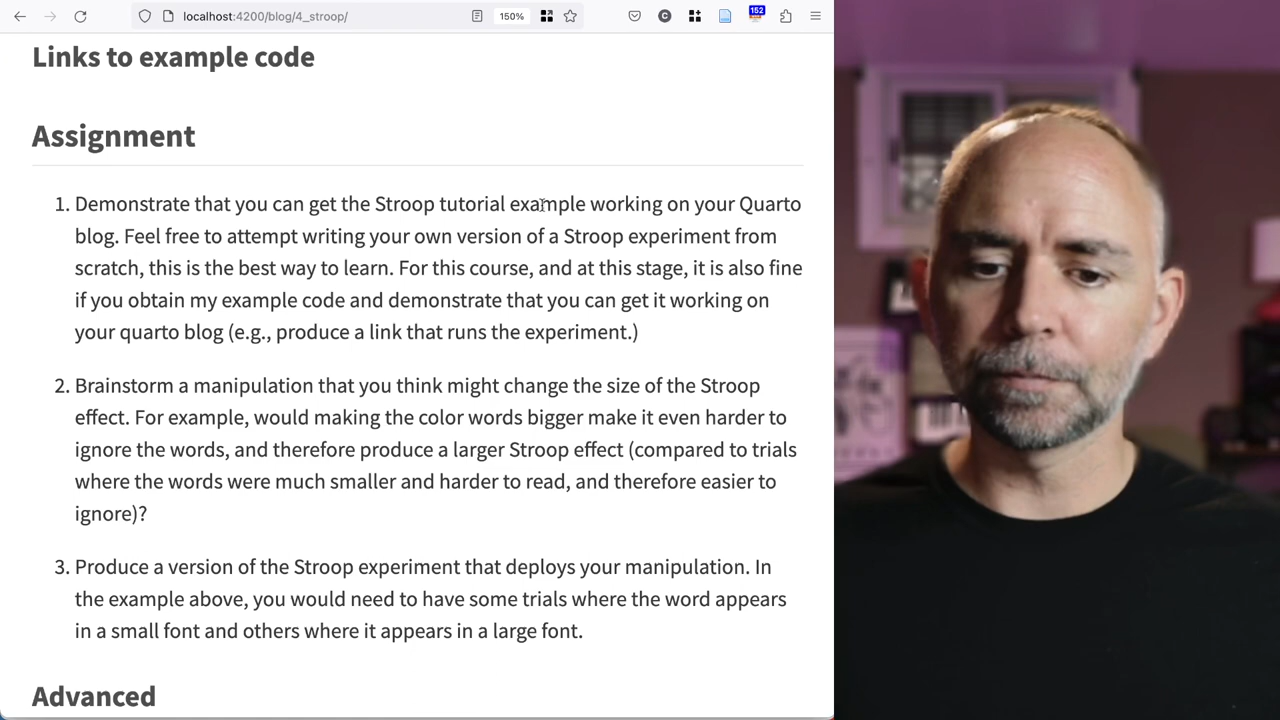 localhost:4200/blog/4_stroop/
150%
C
152
Links to example code
Assignment
1. Demonstrate that you can get the Stroop tutorial example working on your Quarto
blog. Feel free to attempt writing your own version of a Stroop experiment from
scratch, this is the best way to learn. For this course, and at this stage, it is also fine
if you obtain my example code and demonstrate that you can get it working on
your quarto blog (e.g., produce a link that runs the experiment.)
2. Brainstorm a manipulation that you think might change the size of the Stroop
effect. For example, would making the color words bigger make it even harder to
ignore the words, and therefore produce a larger Stroop effect (compared to trials
where the words were much smaller and harder to read, and therefore easier to
ignore)?
3. Produce a version of the Stroop experiment that deploys your manipulation. In
the example above, you would need to have some trials where the word appears
in a small font and others where it appears in a large font.
Advanced